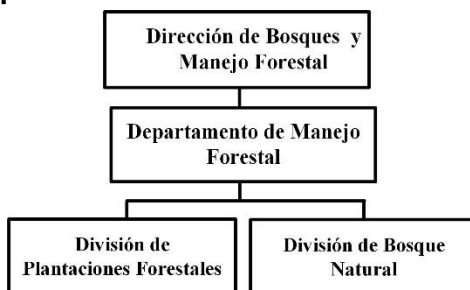 Dirección de Bosques y
Manejo Forestal
Departamento de Manejo
Forestal
División de
Plantaciones Forestales
División de Bosque
Natural